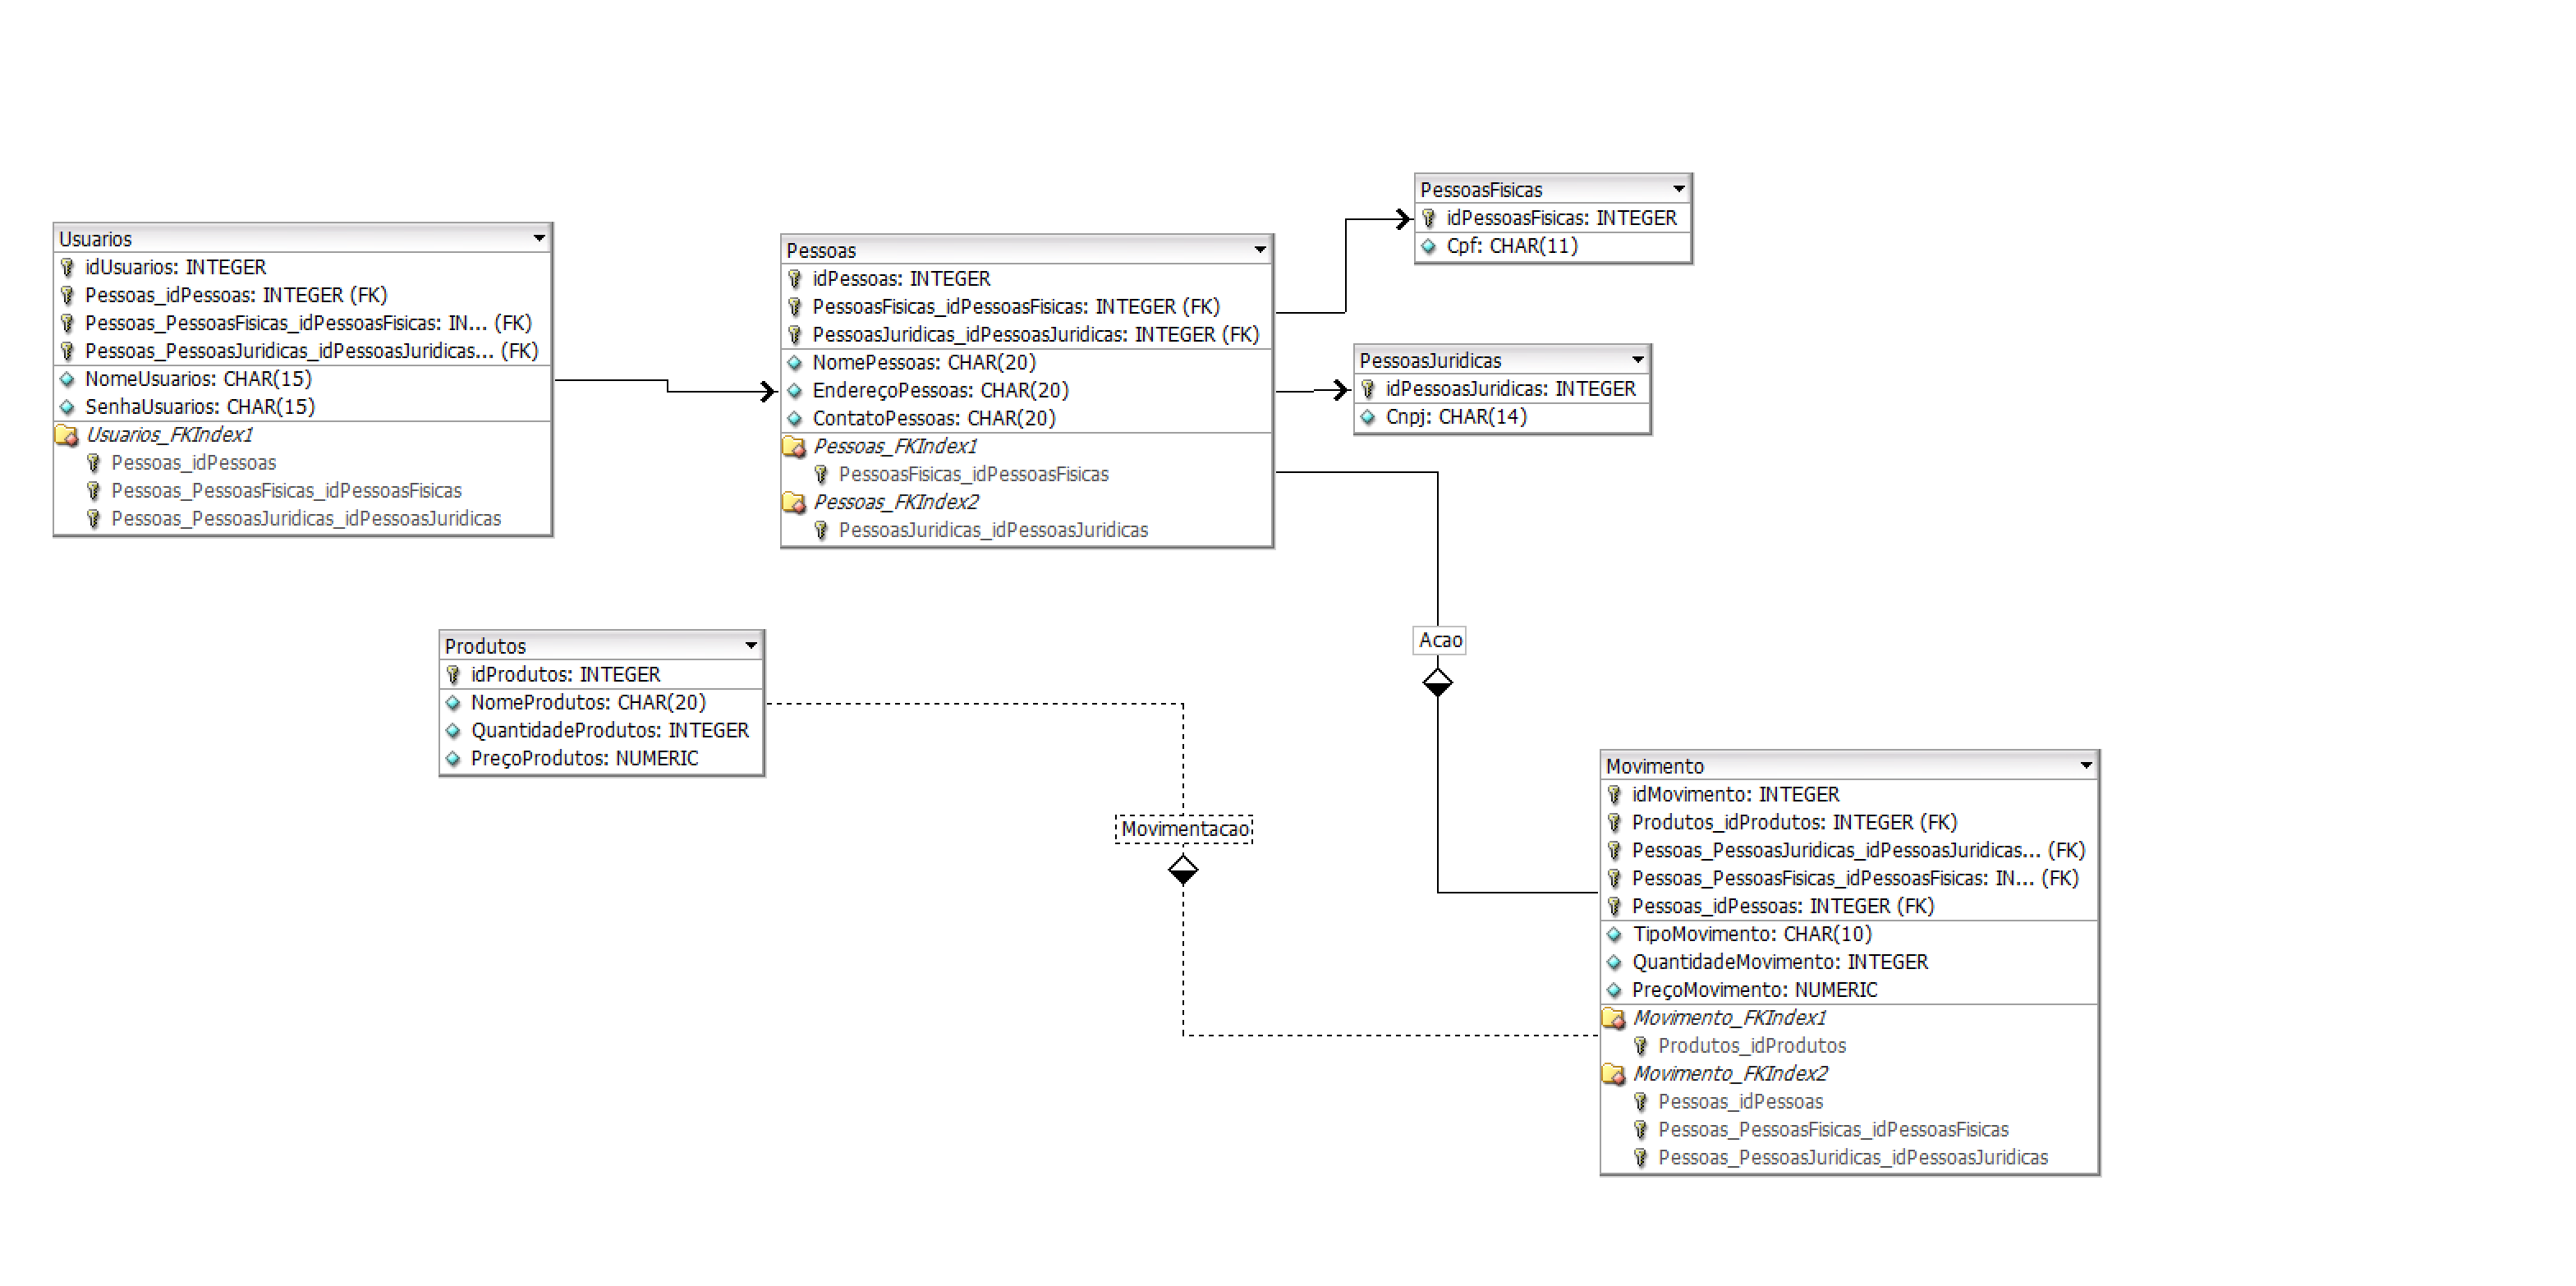 Usuarios
idUsuarios: INTEGER
Pessoas_idPessoas: INTEGER (FK)
Pessoas_PessoasFisicas_idPessoasFisicas: IN... (FK)
Pessoas_PessoasJuridicas_idPessoasJuridicas... (FK)
NomeUsuarios: CHAR(15)
SenhaUsuarios: CHAR(15)
Usuarios_FKIndex1
Pessoas_idPessoas
Pessoas_PessoasFisicas_idPessoasFisicas
Pessoas_PessoasJuridicas_idPessoasJuridicas
Pessoas
idPessoas: INTEGER
PessoasFisicas_idPessoasFisicas: INTEGER (FK)
PessoasJuridicas_idPessoasJuridicas: INTEGER (FK)
NomePessoas: CHAR(20)
EndereçoPessoas: CHAR(20)
ContatoPessoas: CHAR(20)
Pessoas_FKIndex1
PessoasFisicas_idPessoasFisicas
Pessoas_FKIndex2
PessoasJuridicas_idPessoasJuridicas
PessoasFisicas
idPessoasFisicas: INTEGER
Cpf: CHAR(11)
PessoasJuridicas
idPessoasJuridicas: INTEGER
Cnpj: CHAR(14)
Produtos
idProdutos: INTEGER
NomeProdutos: CHAR(20)
QuantidadeProdutos: INTEGER
PreçoProdutos: NUMERIC
Acao
Movimentacao
Movimento
idMovimento: INTEGER
Produtos_idProdutos: INTEGER (FK)
Pessoas_PessoasJuridicas_idPessoasJuridicas... (FK)
Pessoas_PessoasFisicas_idPessoasFisicas: IN... (FK)
Pessoas_idPessoas: INTEGER (FK)
TipoMovimento: CHAR(10)
QuantidadeMovimento: INTEGER
PreçoMovimento: NUMERIC
Movimento_FKIndex1
Produtos_idProdutos
Movimento_FKIndex2
Pessoas_idPessoas
Pessoas_PessoasFisicas_idPessoasFisicas
Pessoas_PessoasJuridicas_idPessoasJuridicas